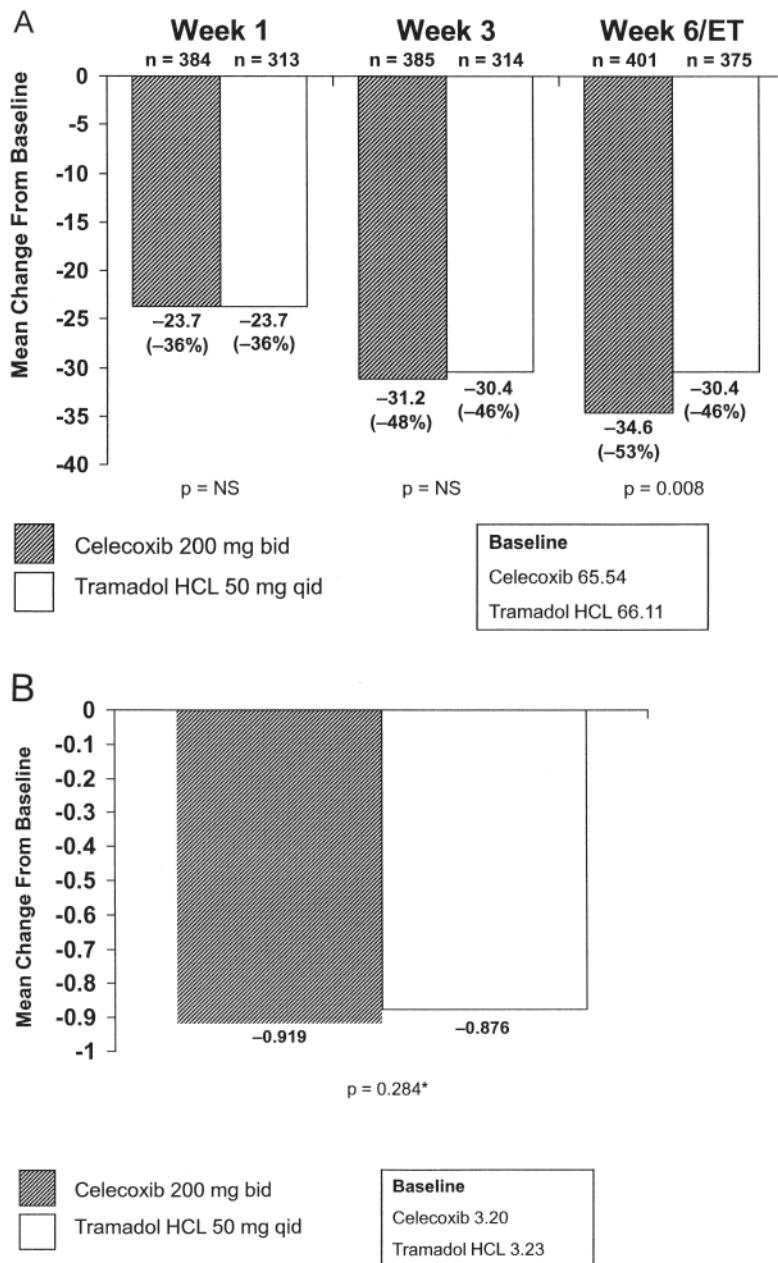 A
Week 1 Week 3 Week 6/ET
n = 384 n = 313 n = 385 n = 314 n = 401 n = 375
Mean Change From Baseline
0
-5
-10
-15
-20
-25
-30
-35
-40
–23.7 –23.7
(–36%) (–36%)
–31.2 –30.4
(–48%) (–46%)
–34.6 –30.4
(–53%) (–46%)
p = NS p = NS p = 0.008
Celecoxib 200 mg bid
Tramadol HCL 50 mg qid
Baseline
Celecoxib 65.54
Tramadol HCL 66.11
B
Mean Change From Baseline
0
-0.1
-0.2
-0.3
-0.4
-0.5
-0.6
-0.7
-0.8
-0.9
-1
–0.919 –0.876
p = 0.284*
Celecoxib 200 mg bid
Tramadol HCL 50 mg qid
Baseline
Celecoxib 3.20
Tramadol HCL 3.23